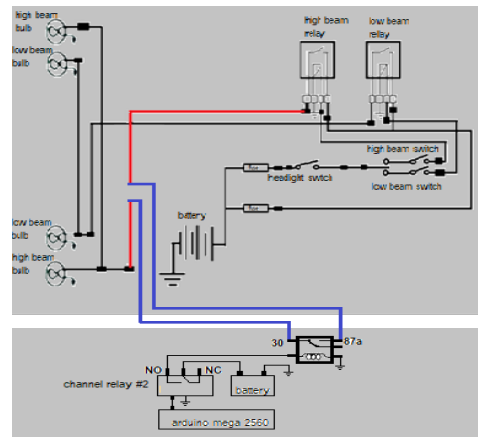 high beam
bulb
low beam
bulb
high beam
relay
low beam
relay
high beam switch
fuse
headlight switch
low beam switch
fuse
battery
low beam
bulb
high beam
bulb
30
87a
NO
NC
channel relay #2
battery
arduino mega 2560